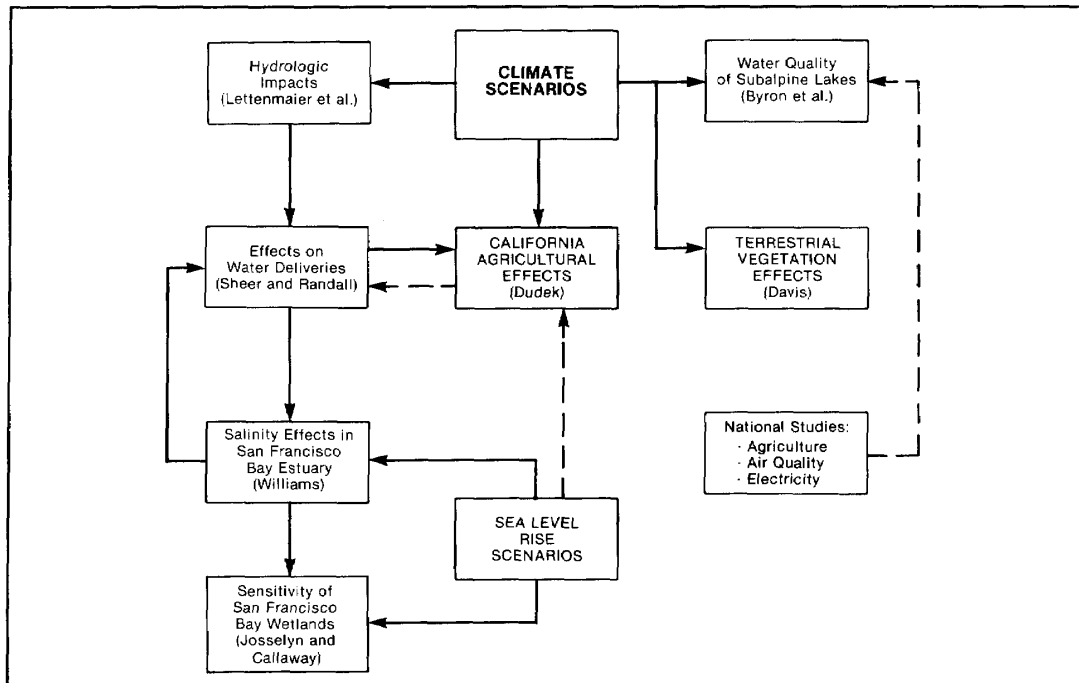 Hydrologic
Impacts
(Lettenmaier et al.)
CLIMATE
SCENARIOS
Water Quality
of Subalpine Lakes
(Byron et al.)
Effects on
Water Deliveries
(Sheer and Randall)
CALIFORNIA
AGRICULTURAL
EFFECTS
(Dudek)
TERRESTRIAL
VEGETATION
EFFECTS
(Davis)
Salinity Effects in
San Francisco
Bay Estuary
(Williams)
National Studies:
· Agriculture
· Air Quality
· Electricity
SEA LEVEL
RISE
SCENARIOS
Sensitivity of
San Francisco
Bay Wetlands
(Josselyn and
Callaway)